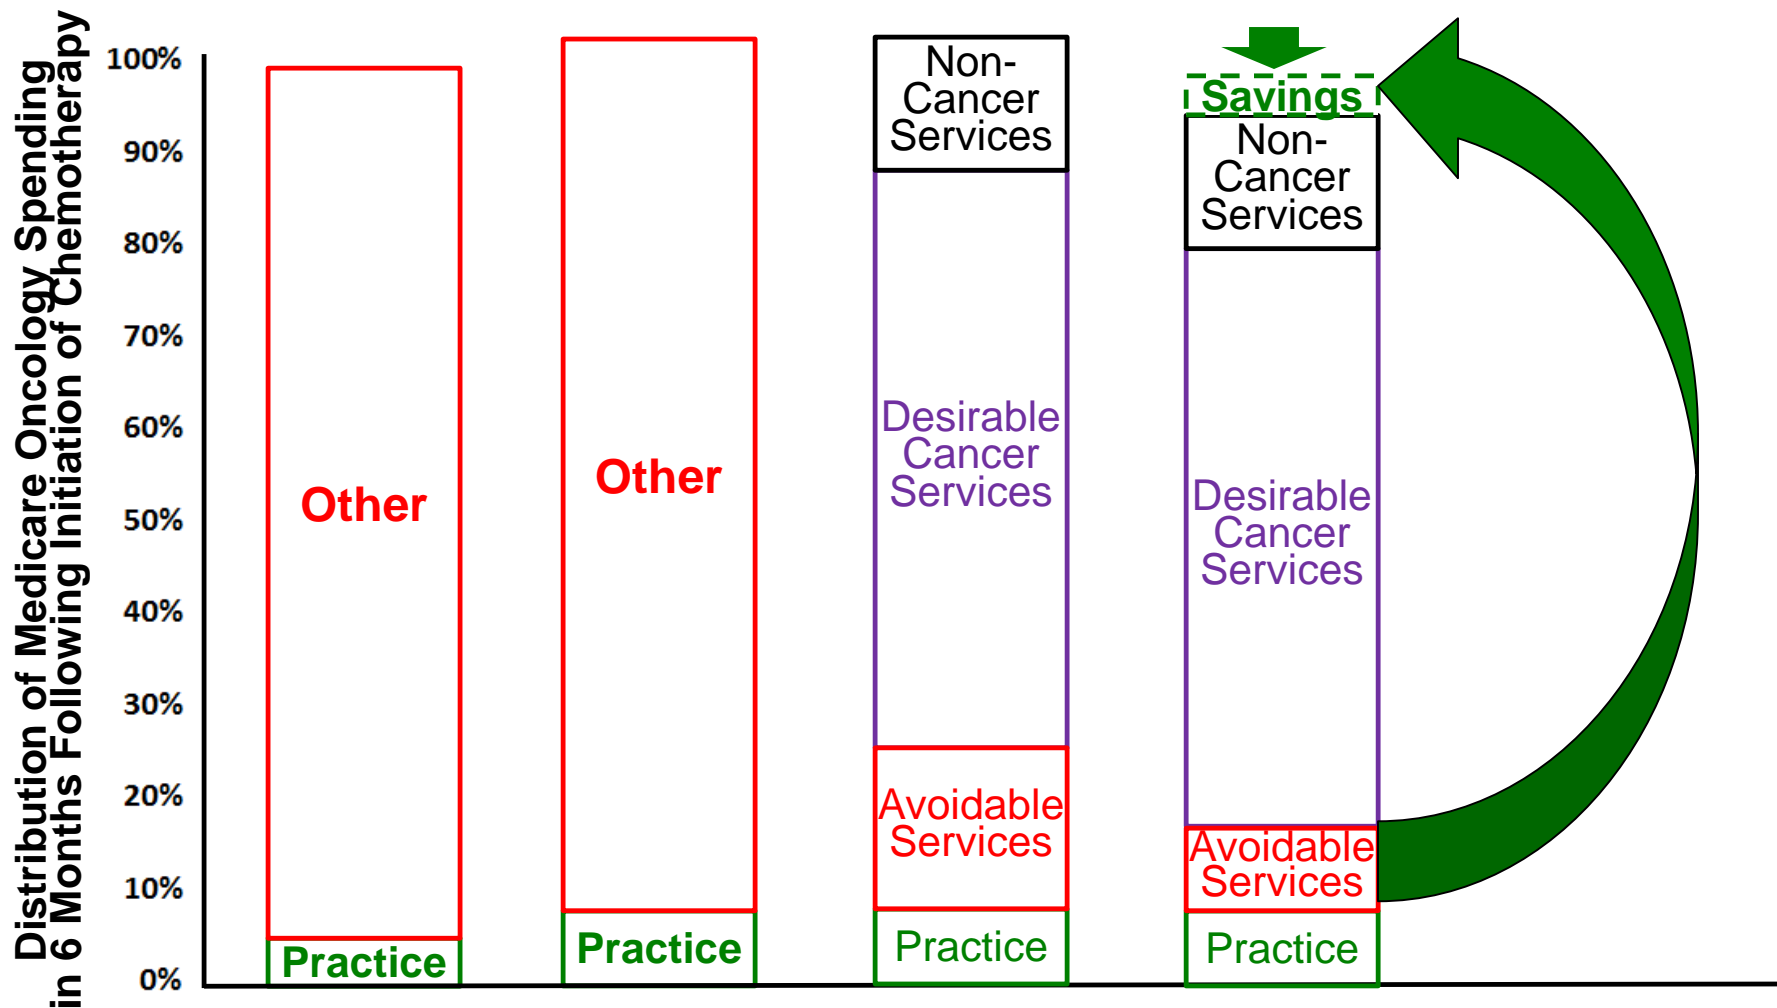 Distribution of Medicare Oncology Spending
in 6 Months Following Initiation of Chemotherapy
100%
90%
80%
70%
60%
50%
40%
30%
20%
10%
0%
Other
Practice
Other
Practice
Non-
Cancer
Services
Desirable
Cancer
Services
Avoidable
Services
Practice
Savings
Non-
Cancer
Services
Desirable
Cancer
Services
Avoidable
Services
Practice